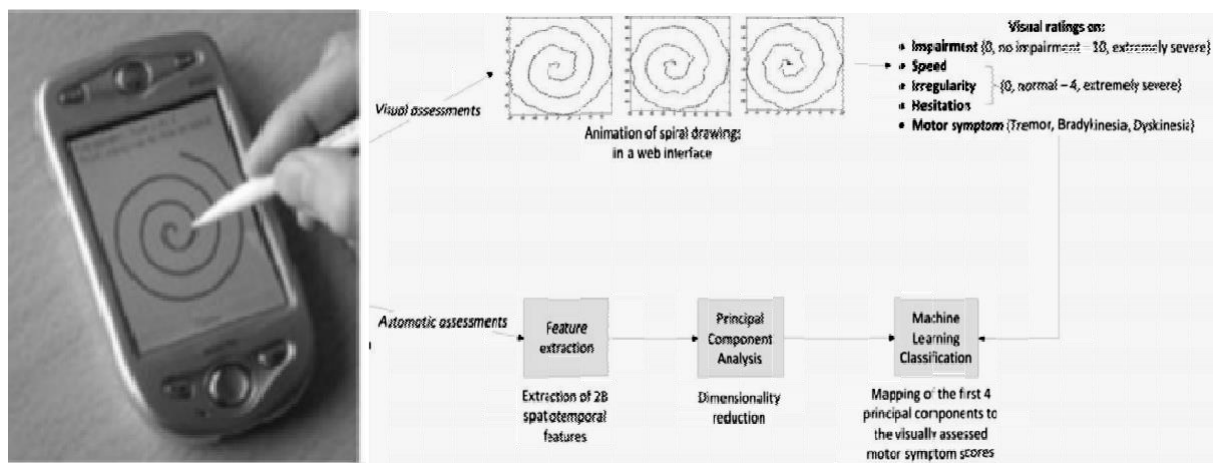 Visual assessments
Animation of spiral drawings
in a web interface
Visual ratings on:
• Impairment {0, no impairment – 10, extremely severe}
• Speed
• Irregularity
{0, normal – 4, extremely severe}
• Hesitation
• Motor symptom {Tremor, Bradykinesia, Dyskinesia}
Automatic assessments
Feature
extraction
Extraction of 28
spatiotemporal
features
Principal
Component
Analysis
Dimensionality
reduction
Machine
Learning
Classification
Mapping of the first 4
principal components to
the visually assessed
motor symptom scores